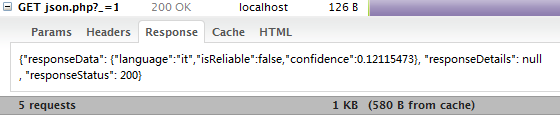 GET json.php?_=1 200 OK localhost 126 B
Params Headers Response Cache HTML
{"responseData": {"language":"it","isReliable":false,"confidence":0.12115473}, "responseDetails": null
, "responseStatus": 200}
5 requests 1 KB (580 B from cache)